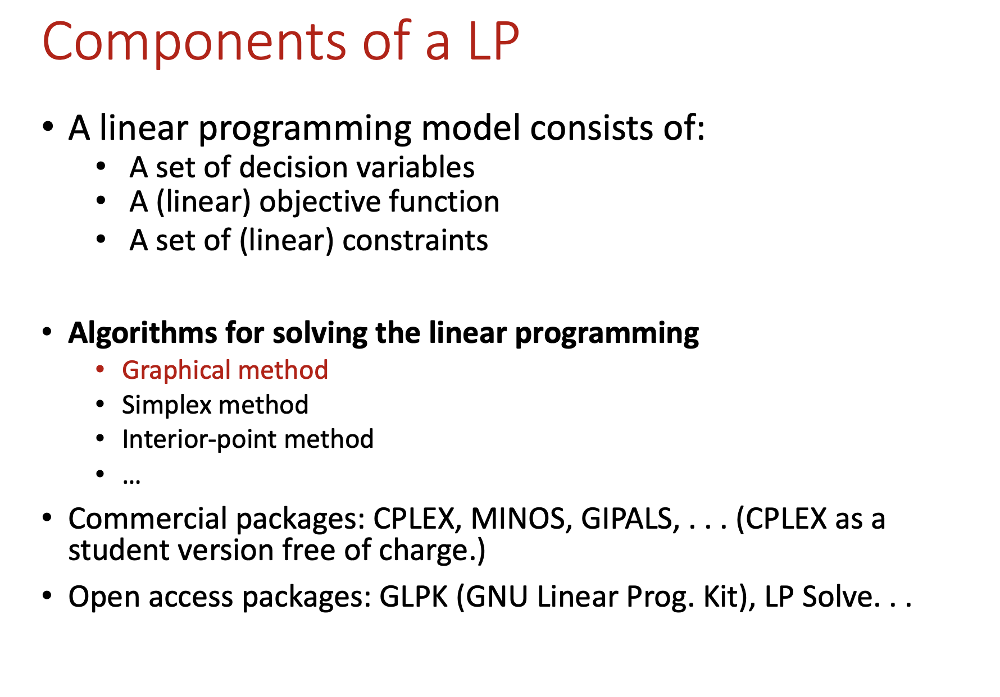 Components of a LP
• A linear programming model consists of:
• A set of decision variables
• A (linear) objective function
• A set of (linear) constraints
• Algorithms for solving the linear programming
• Graphical method
• Simplex method
• Interior-point method
• ...
• Commercial packages: CPLEX, MINOS, GIPALS, . . . (CPLEX as a
student version free of charge.)
• Open access packages: GLPK (GNU Linear Prog. Kit), LP Solve. . .